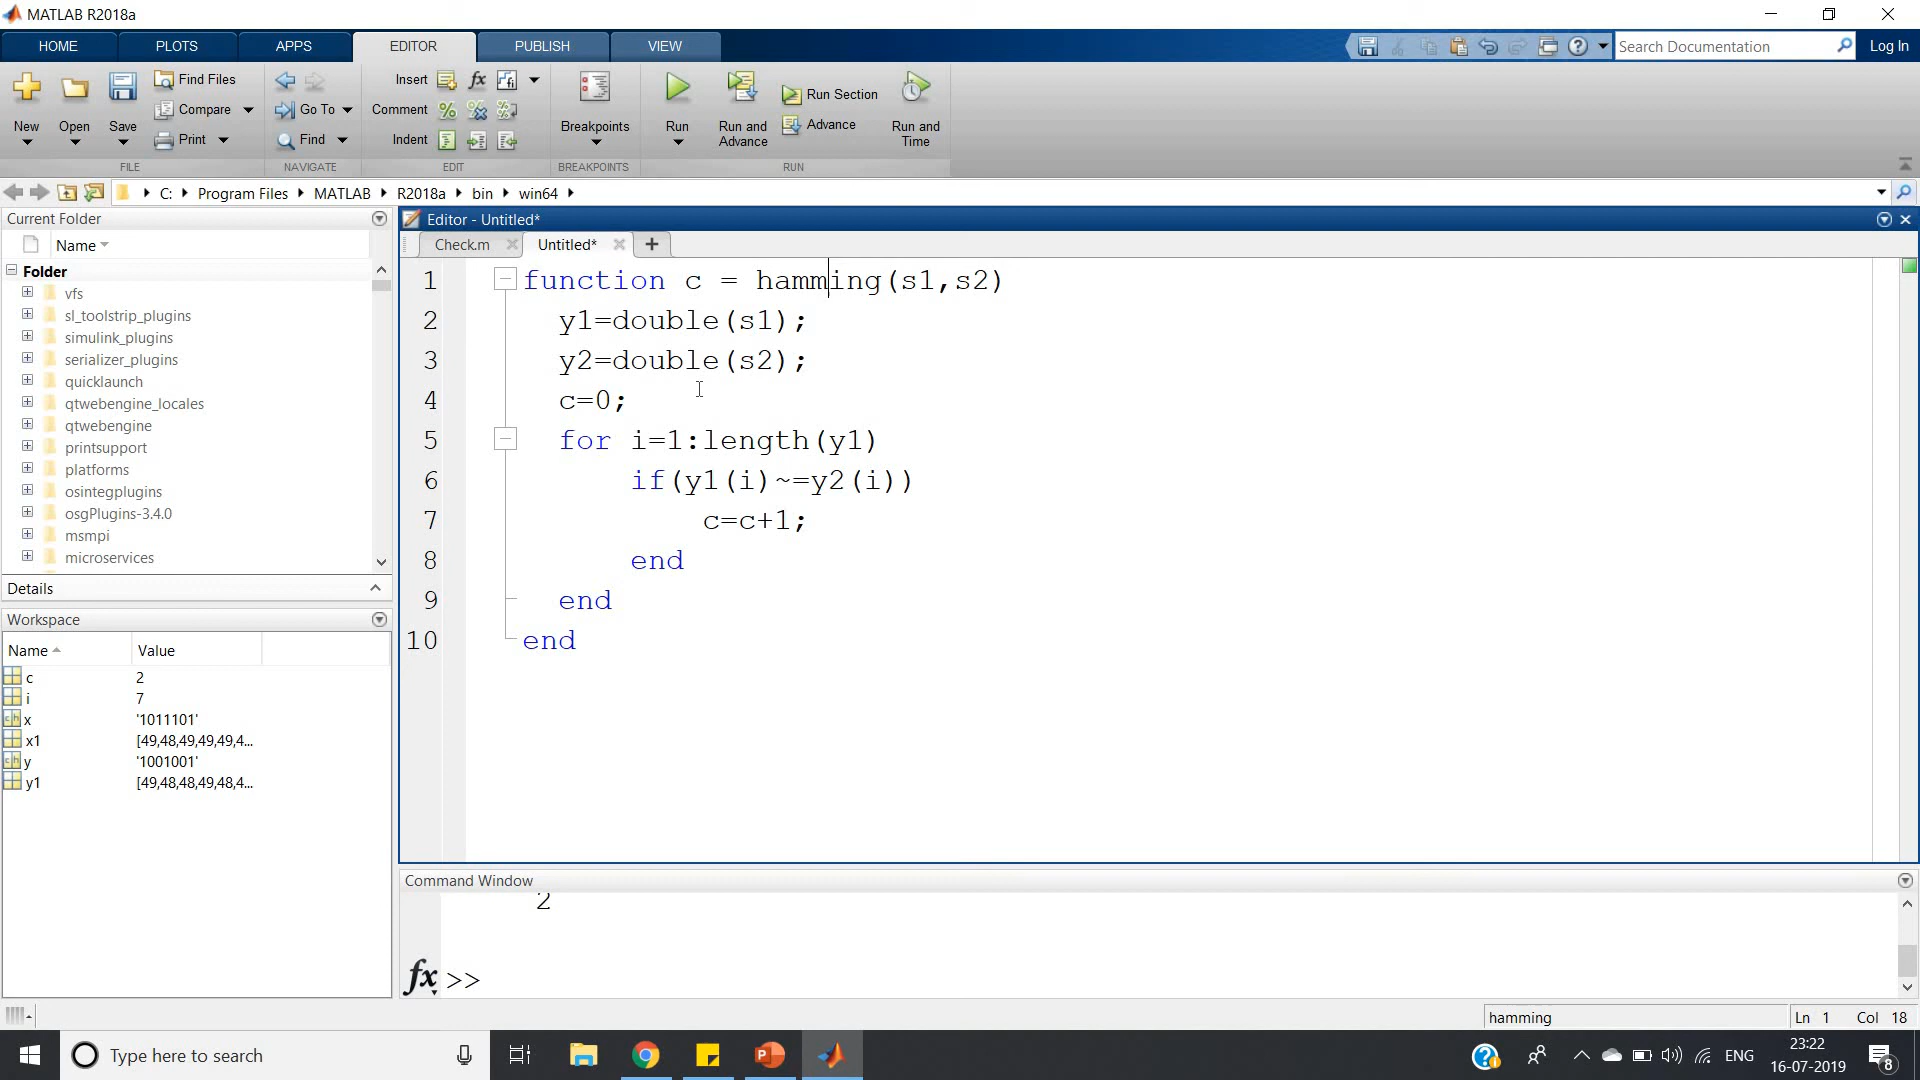 MATLAB R2018a
HOME PLOTS APPS EDITOR PUBLISH VIEW Search Documentation Log In
New Open Save Find Files Compare Print
Go To Find
Insert fx
Comment
Indent
Breakpoints
Run Run and Advance Run Section Advance Run and Time
FILE NAVIGATE EDIT BREAKPOINTS RUN
C: Program Files MATLAB R2018a bin win64
Current Folder
Name
Folder
vfs
sl_toolstrip_plugins
simulink_plugins
serializer_plugins
quicklaunch
qtwebengine_locales
qtwebengine
printsupport
platforms
osintegplugins
osgPlugins-3.4.0
msmpi
microservices
Details
Workspace
Name Value
c 2
i 7
x '1011101'
x1 [49,48,49,49,49,4...
y '1001001'
y1 [49,48,48,49,48,4...
Editor - Untitled*
Check.m Untitled*
1 function c = hamming(s1,s2)
2 y1=double(s1);
3 y2=double(s2);
4 c=0;
5 for i=1:length(y1)
6 if(y1(i)~=y2(i))
7 c=c+1;
8 end
9 end
10 end
Command Window
2
fx >>
hamming Ln 1 Col 18
Type here to search
ENG
23:22
16-07-2019
8